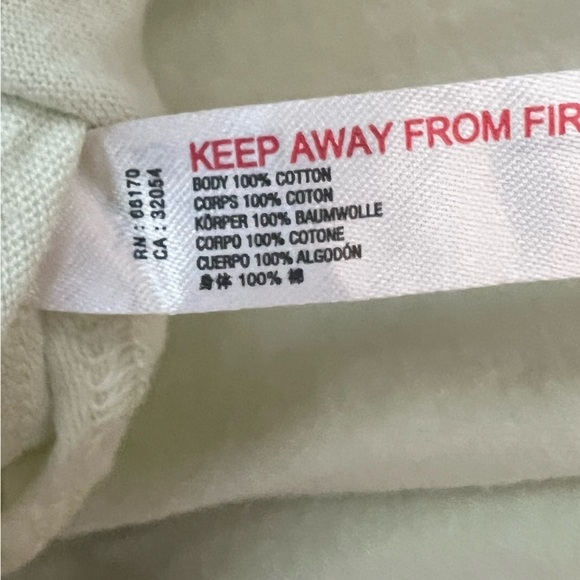 KEEP AWAY FROM FIR
BODY 100% COTTON
CORPS 100% COTON
KÖRPER 100% BAUMWOLLE
CORPO 100% COTONE
CUERPO 100% ALGODÓN
身体 100% 棉
RN : 68170
CA : 32054